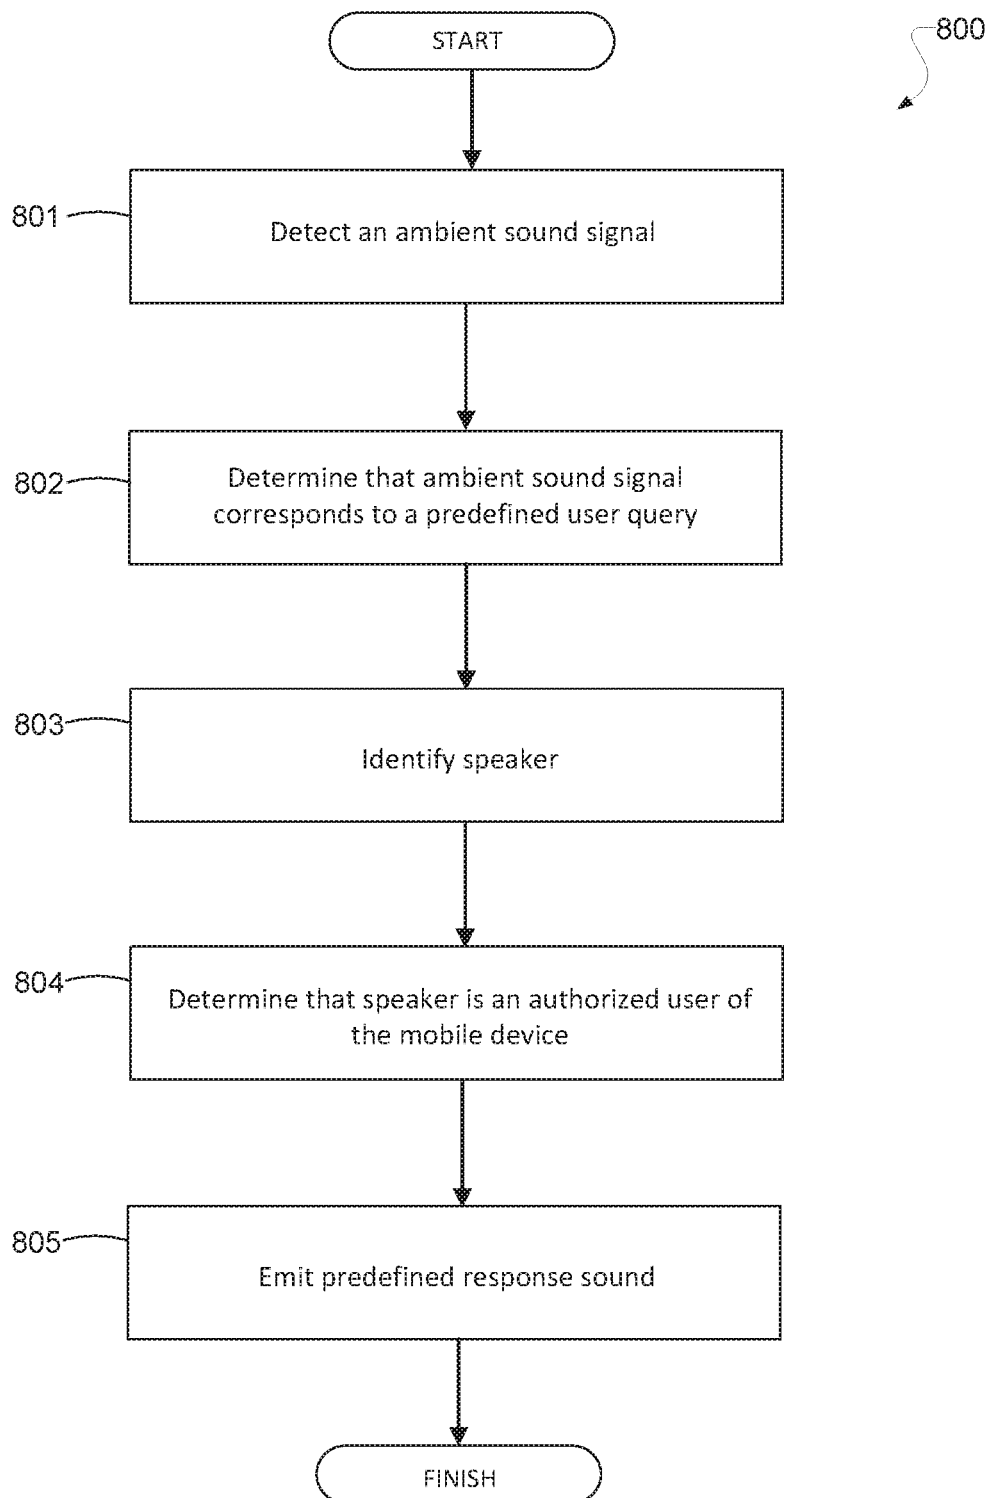 START
800
801
Detect an ambient sound signal
802
Determine that ambient sound signal
corresponds to a predefined user query
803
Identify speaker
804
Determine that speaker is an authorized user of
the mobile device
805
Emit predefined response sound
FINISH